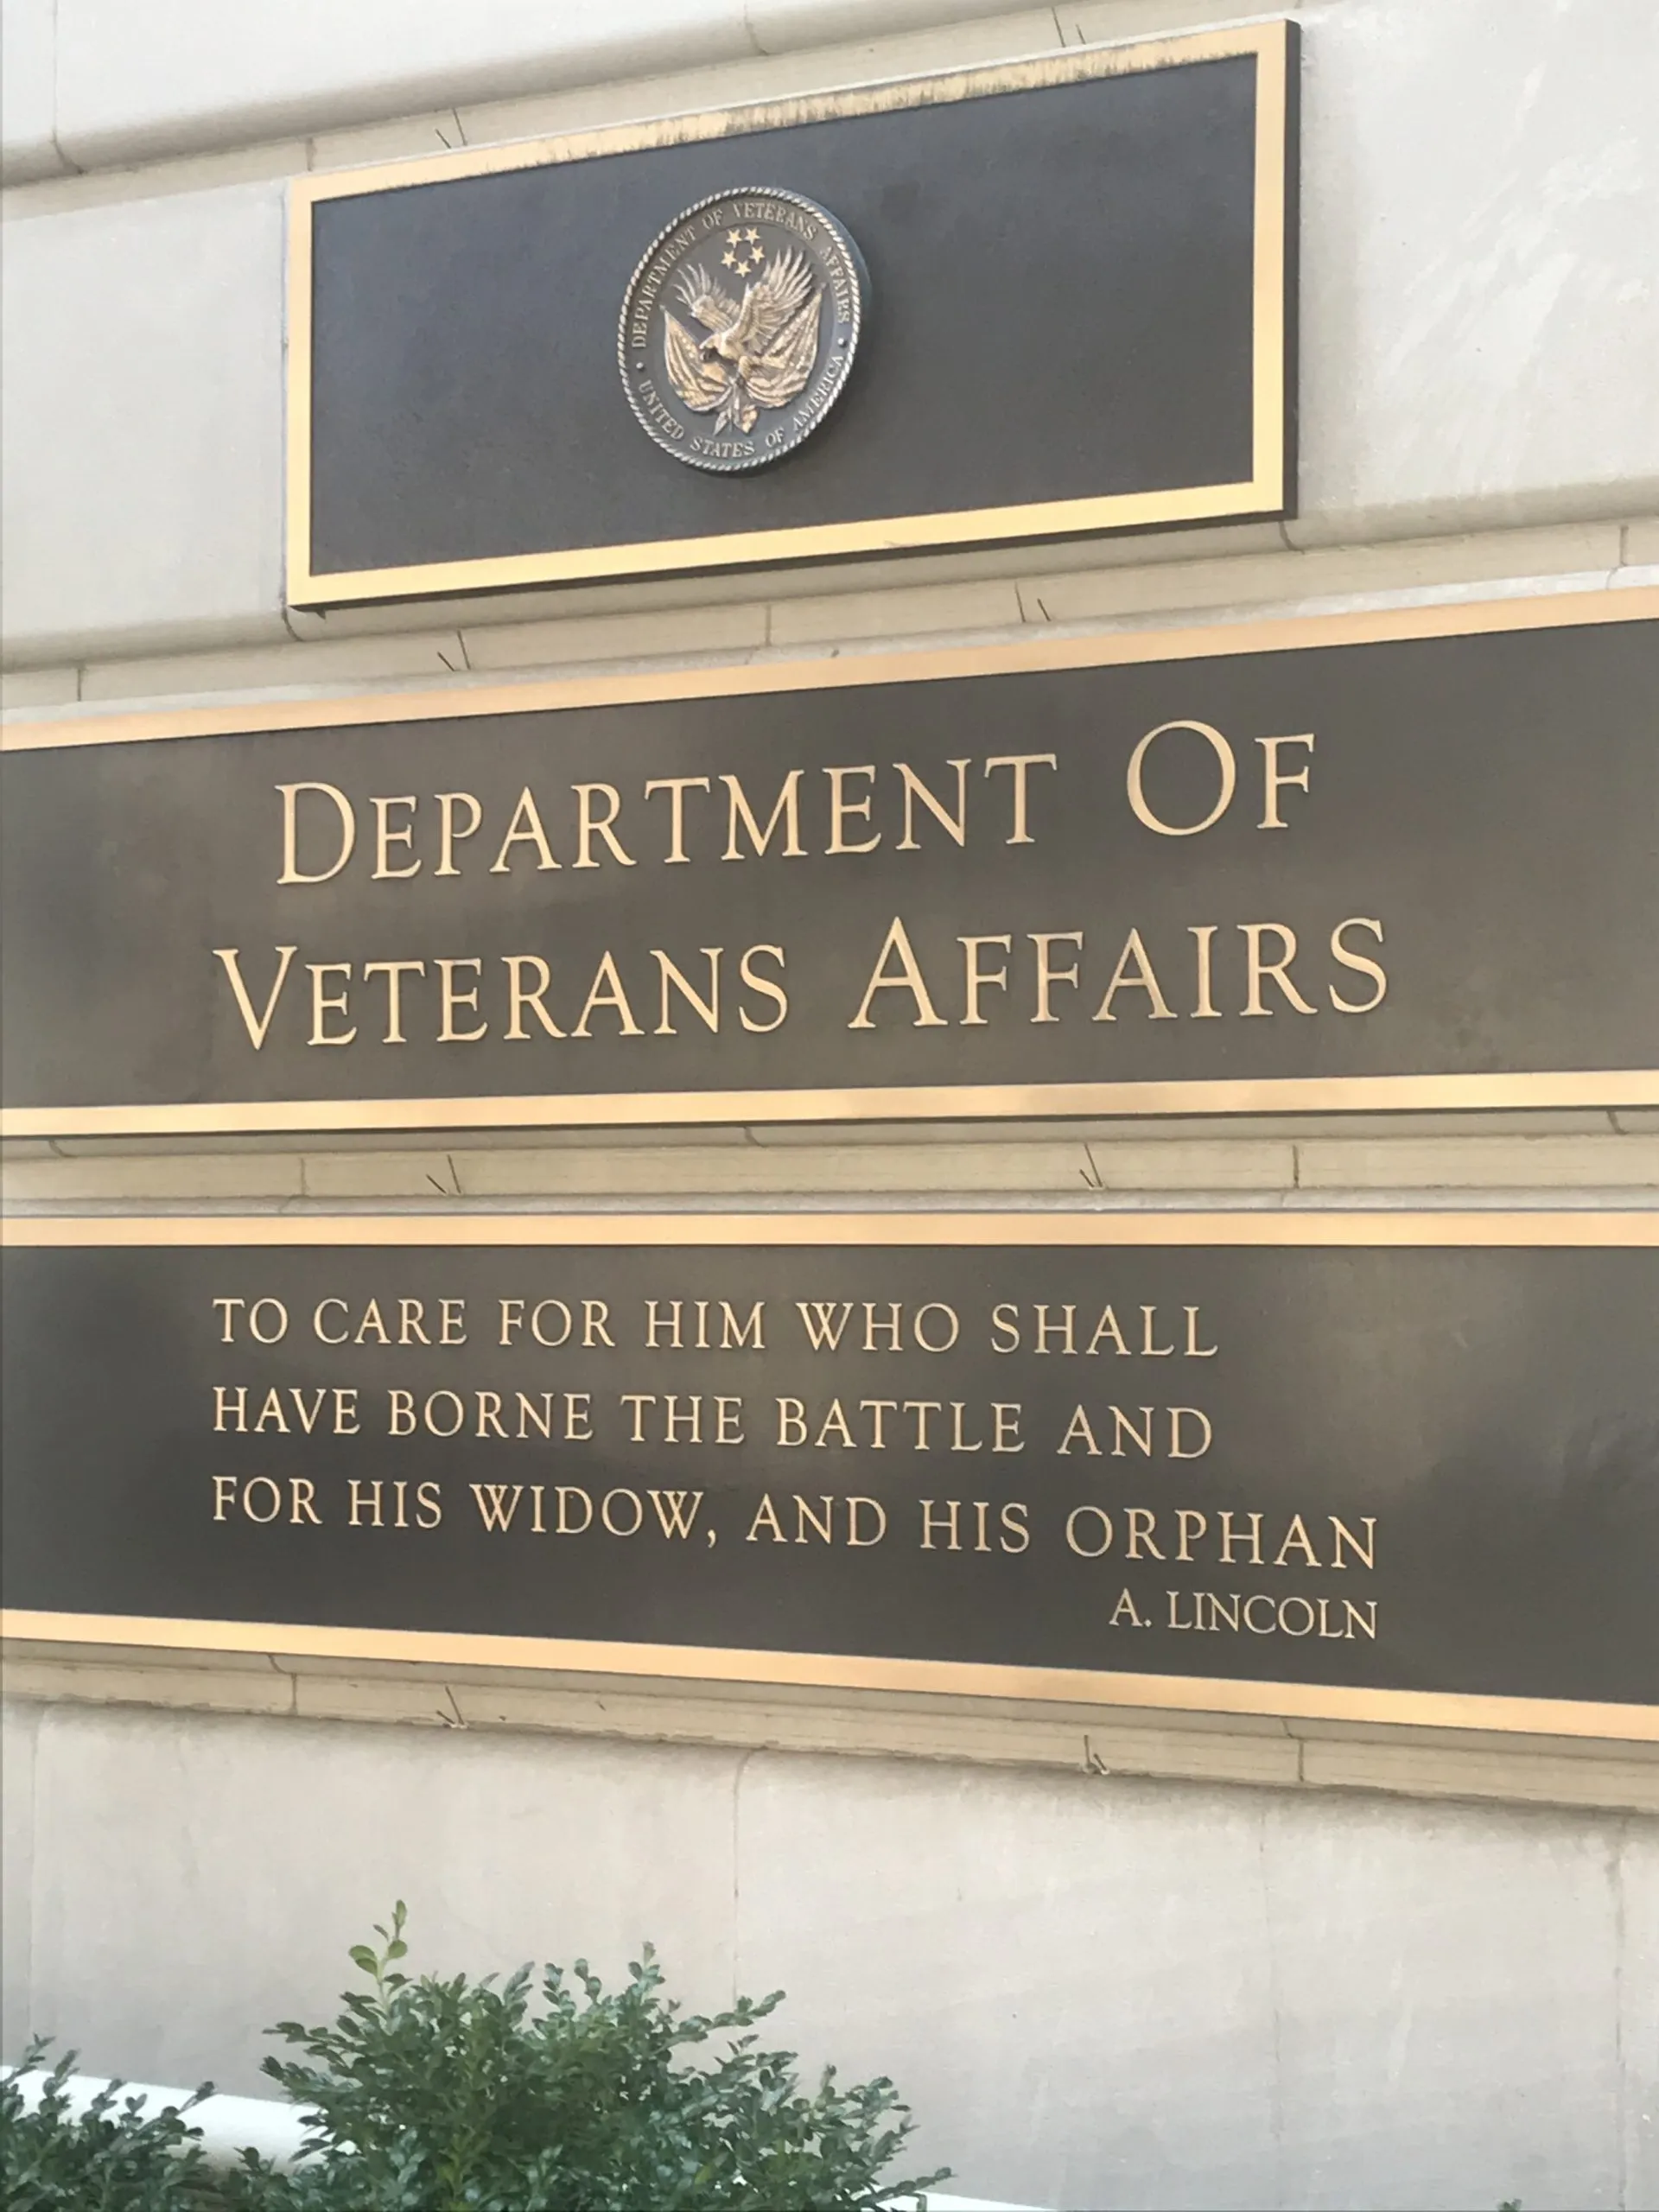 DEPARTMENT OF VETERANS AFFAIRS
UNITED STATES OF AMERICA
DEPARTMENT OF
VETERANS AFFAIRS
TO CARE FOR HIM WHO SHALL
HAVE BORNE THE BATTLE AND
FOR HIS WIDOW, AND HIS ORPHAN
A. LINCOLN